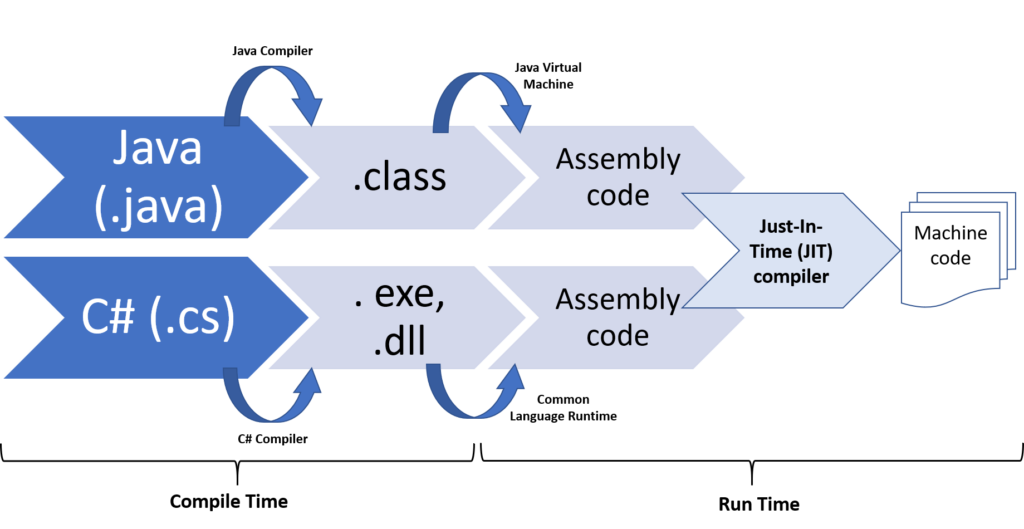 Java Compiler
Java Virtual
Machine
Java
(.java)
.class
Assembly
code
Just-In-
Time (JIT)
compiler
Machine
code
C# (.cs)
. exe,
.dll
Assembly
code
Common
Language Runtime
C# Compiler
Compile Time
Run Time